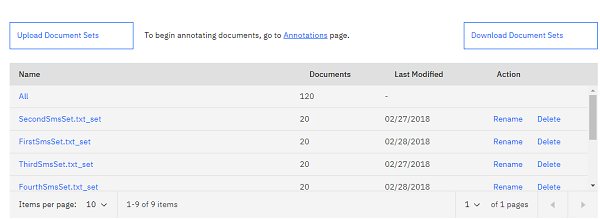 Upload Document Sets To begin annotating documents, go to Annotations page. Download Document Sets
Name Documents Last Modified Action
All 120 -
SecondSmsSet.txt_set 20 02/27/2018 Rename Delete
FirstSmsSet.txt_set 20 02/28/2018 Rename Delete
ThirdSmsSet.txt_set 20 02/27/2018 Rename Delete
FourthSmsSet.txt_set 20 02/28/2018 Rename Delete
Items per page: 10 1-9 of 9 items 1 of 1 pages